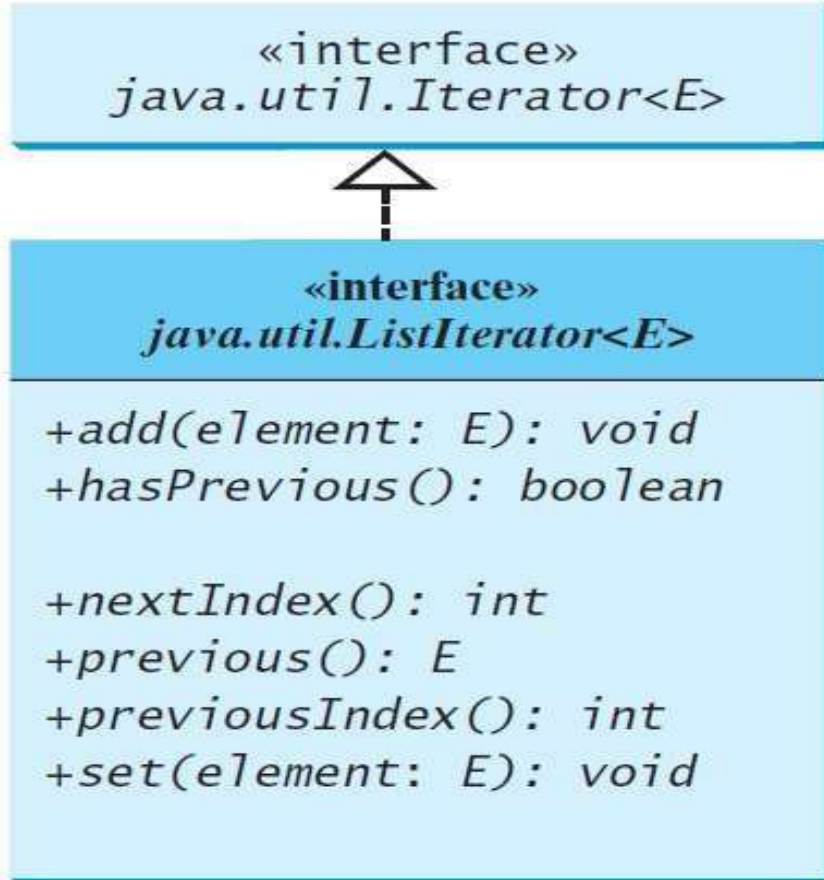 «interface»
java.util.Iterator<E>
«interface»
java.util.ListIterator<E>
+add(element: E): void
+hasPrevious(): boolean
+nextIndex(): int
+previous(): E
+previousIndex(): int
+set(element: E): void